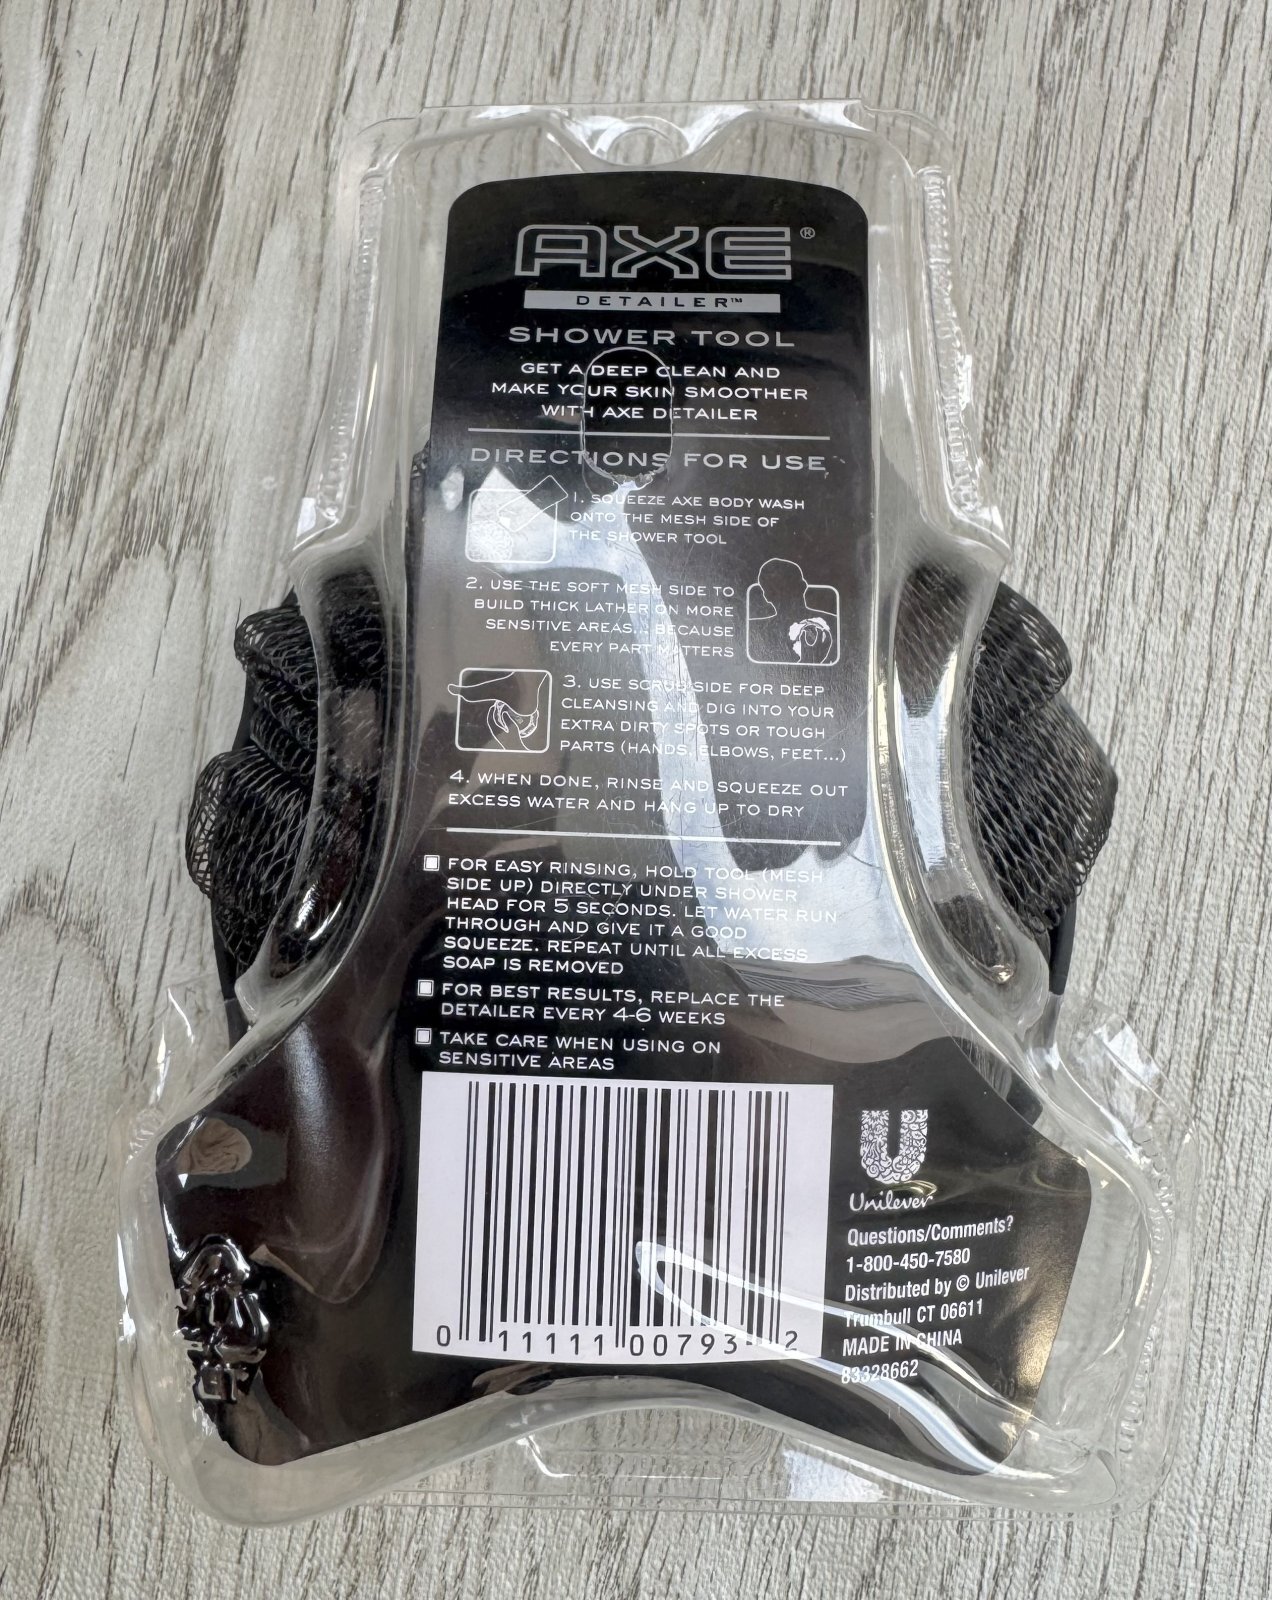 AXE®
DETAILER™
SHOWER TOOL
GET A DEEP CLEAN AND
MAKE YOUR SKIN SMOOTHER
WITH AXE DETAILER
DIRECTIONS FOR USE
1. SQUEEZE AXE BODY WASH
ONTO THE MESH SIDE OF
THE SHOWER TOOL
2. USE THE SOFT MESH SIDE TO
BUILD THICK LATHER ON MORE
SENSITIVE AREAS... BECAUSE
EVERY PART MATTERS
3. USE SCRUB SIDE FOR DEEP
CLEANSING AND DIG INTO YOUR
EXTRA DIRTY SPOTS OR TOUGH
PARTS (HANDS, ELBOWS, FEET...)
4. WHEN DONE, RINSE AND SQUEEZE OUT
EXCESS WATER AND HANG UP TO DRY
FOR EASY RINSING, HOLD TOOL (MESH
SIDE UP) DIRECTLY UNDER SHOWER
HEAD FOR 5 SECONDS. LET WATER RUN
THROUGH AND GIVE IT A GOOD
SQUEEZE. REPEAT UNTIL ALL EXCESS
SOAP IS REMOVED
FOR BEST RESULTS, REPLACE THE
DETAILER EVERY 4-6 WEEKS
TAKE CARE WHEN USING ON
SENSITIVE AREAS
0 11111 00793 2
Unilever
Questions/Comments?
1-800-450-7580
Distributed by © Unilever
Trumbull CT 06611
MADE IN CHINA
83328662